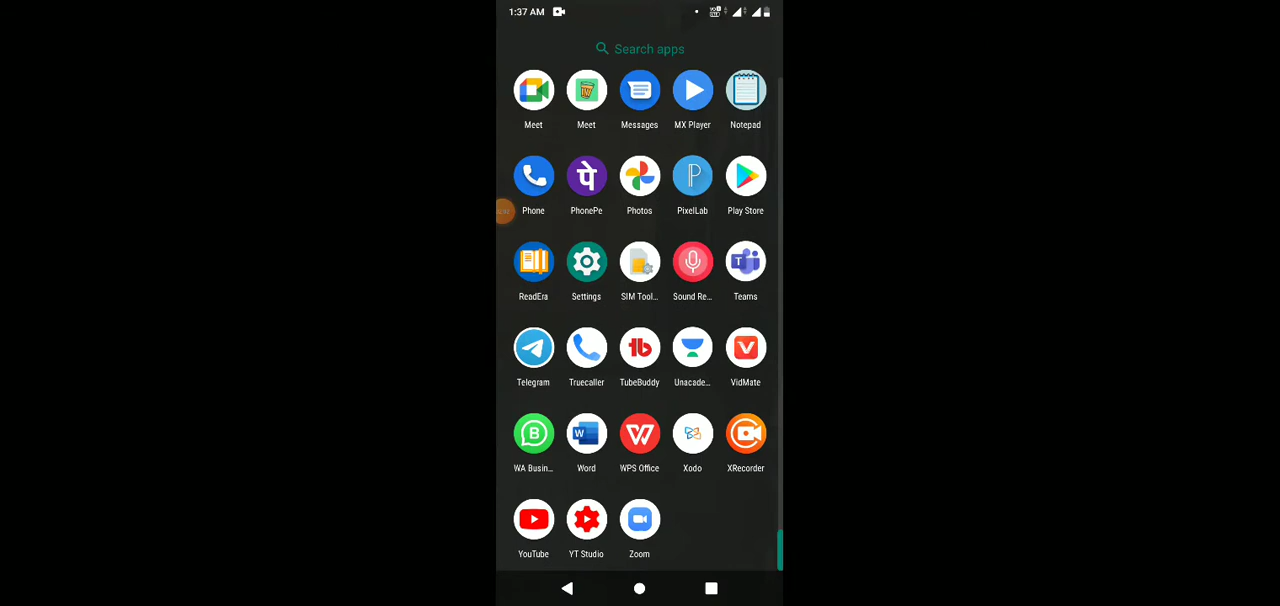 1:37 AM
Search apps
Meet Meet Messages MX Player Notepad
पे
Phone PhonePe Photos PixelLab Play Store
ReadEra Settings SIM Tool... Sound Re... Teams
Telegram Truecaller TubeBuddy Unacade... VidMate
WA Busin... Word WPS Office Xodo XRecorder
YouTube YT Studio Zoom